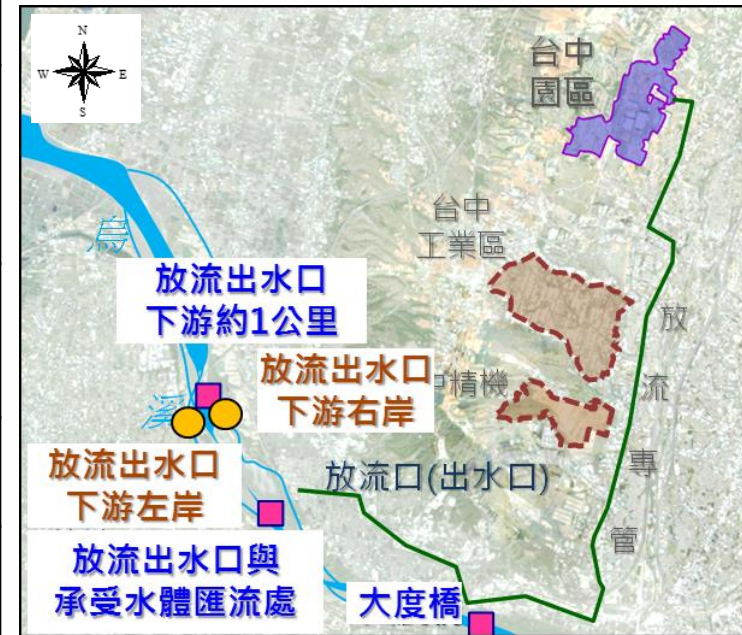 N
W
E
S
台中
園區
台中
工業區
烏
溪
放流出水口
下游約1公里
放流出水口
下游右岸
中精機
放
流
專
管
放流出水口
下游左岸
放流口(出水口)
放流出水口與
承受水體匯流處
大度橋